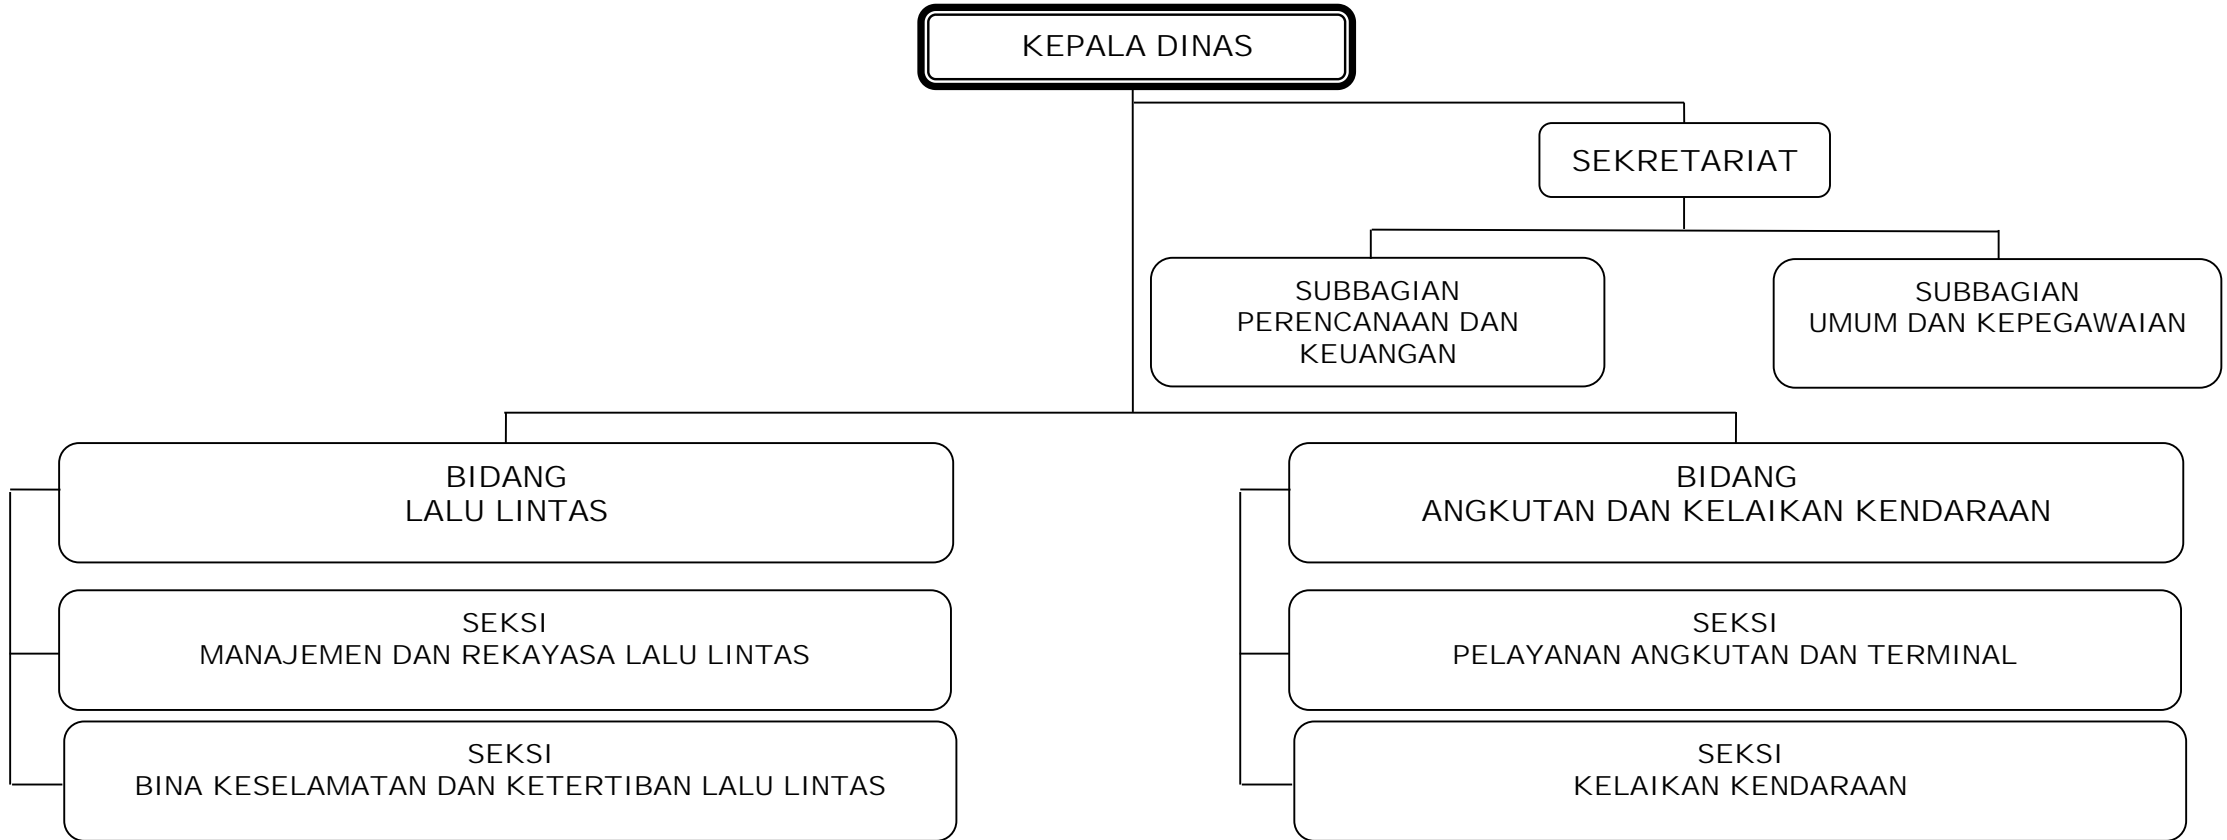 KEPALA DINAS
SEKRETARIAT
SUBBAGIAN
PERENCANAAN DAN
KEUANGAN
SUBBAGIAN
UMUM DAN KEPEGAWAIAN
BIDANG
LALU LINTAS
SEKSI
MANAJEMEN DAN REKAYASA LALU LINTAS
SEKSI
BINA KESELAMATAN DAN KETERTIBAN LALU LINTAS
BIDANG
ANGKUTAN DAN KELAIKAN KENDARAAN
SEKSI
PELAYANAN ANGKUTAN DAN TERMINAL
SEKSI
KELAIKAN KENDARAAN